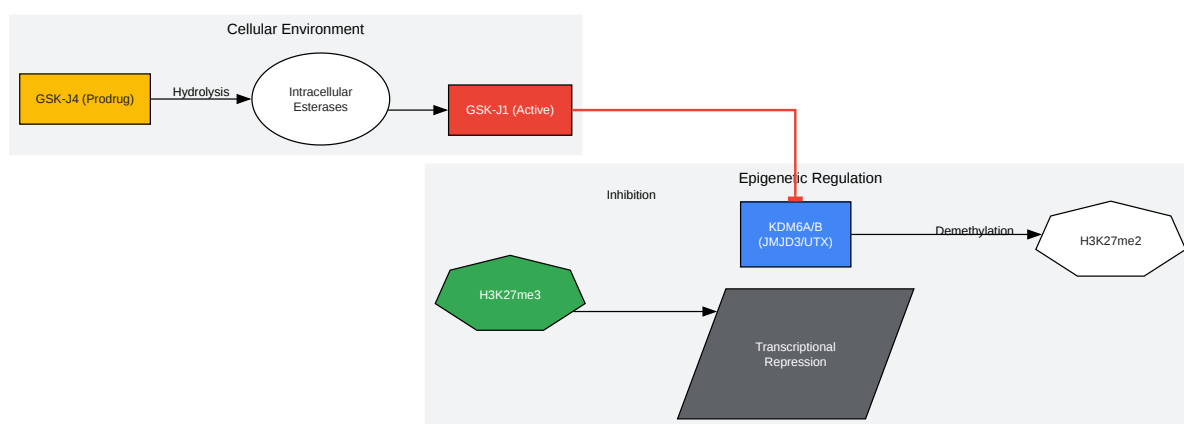 Cellular Environment
GSK-J4 (Prodrug)
Hydrolysis
Intracellular
Esterases
GSK-J1 (Active)
Epigenetic Regulation
Inhibition
KDM6A/B
(JMJD3/UTX)
Demethylation
H3K27me2
H3K27me3
Transcriptional
Repression